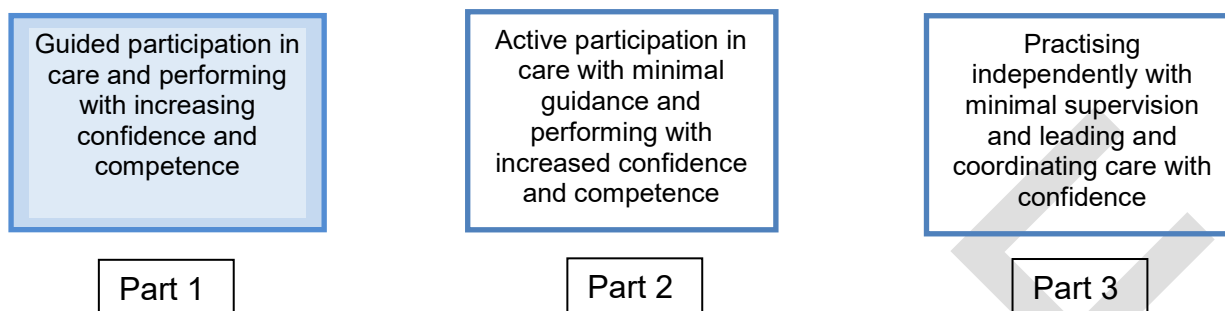 Guided participation in
care and performing
with increasing
confidence and
competence
Active participation in
care with minimal
guidance and
performing with
increased confidence
and competence
Practising
independently with
minimal supervision
and leading and
coordinating care with
confidence
Part 1
Part 2
Part 3